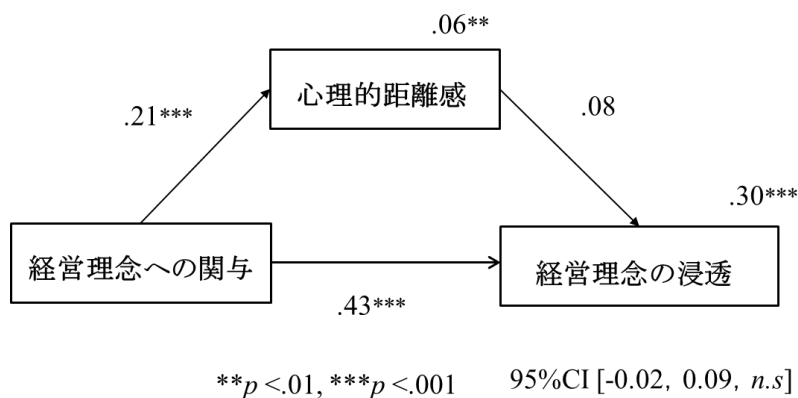 .06**
心理的距離感
.21***
.08
.30***
経営理念への関与
経営理念の浸透
.43***
**p <.01, ***p <.001 95%CI [-0.02, 0.09, n.s]